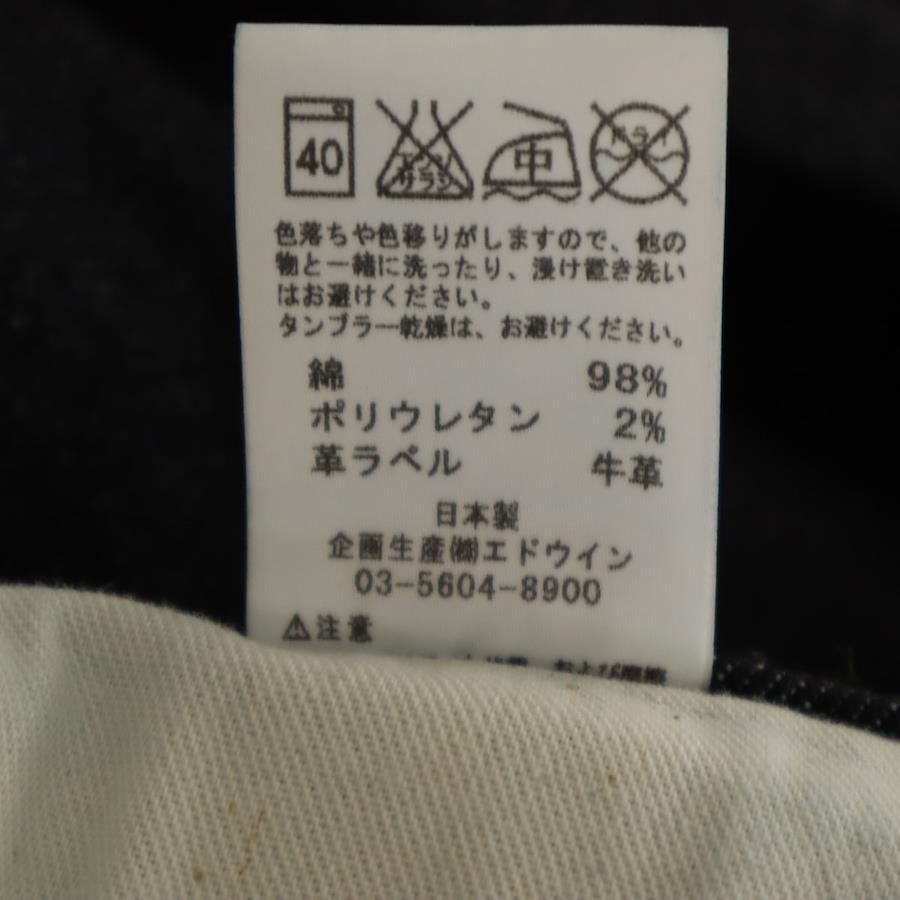 40 エンソ サラシ 中 ドライ
色落ちや色移りがしますので、他の
物と一緒に洗ったり、浸け置き洗い
はお避けください。
タンブラー乾燥は、お避けください。
綿 98%
ポリウレタン 2%
革ラベル 牛革
日本製
企画生産㈱エドウイン
03-5604-8900
⚠注意
および摩擦